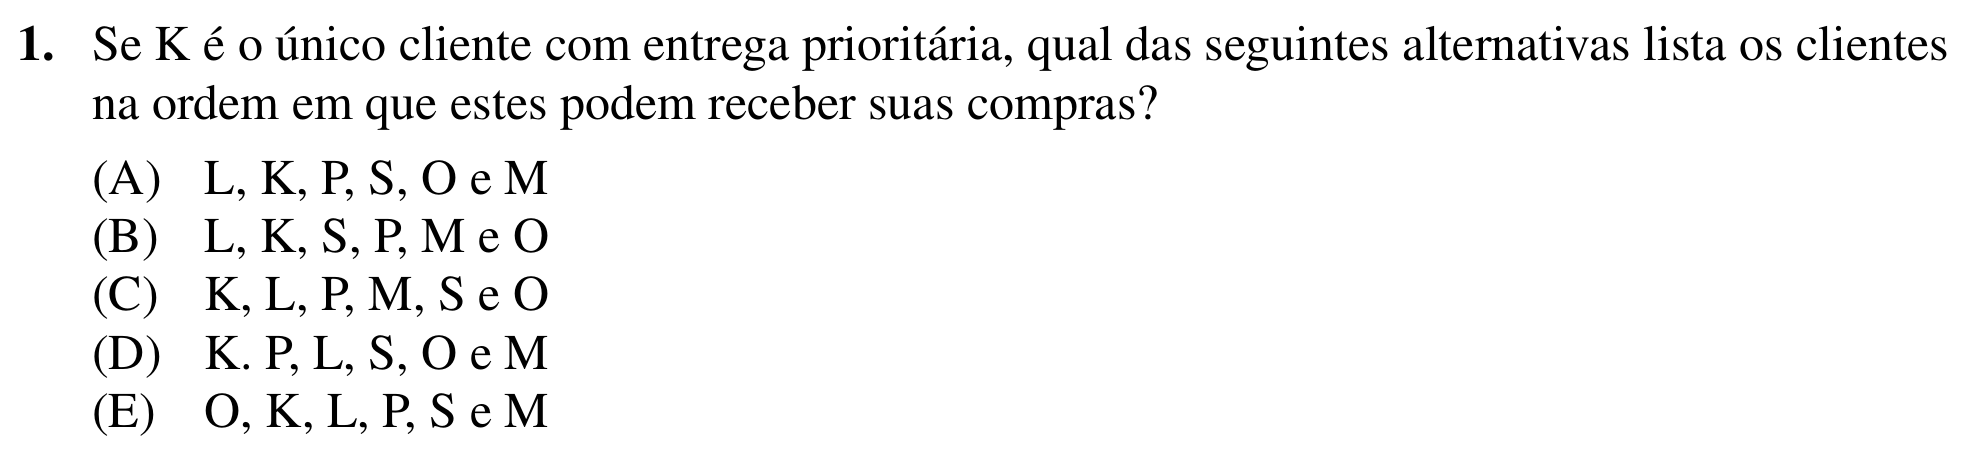 1. Se K é o único cliente com entrega prioritária, qual das seguintes alternativas lista os clientes
na ordem em que estes podem receber suas compras?
(A) L, K, P, S, O e M
(B) L, K, S, P, M e O
(C) K, L, P, M, S e O
(D) K. P, L, S, O e M
(E) O, K, L, P, S e M